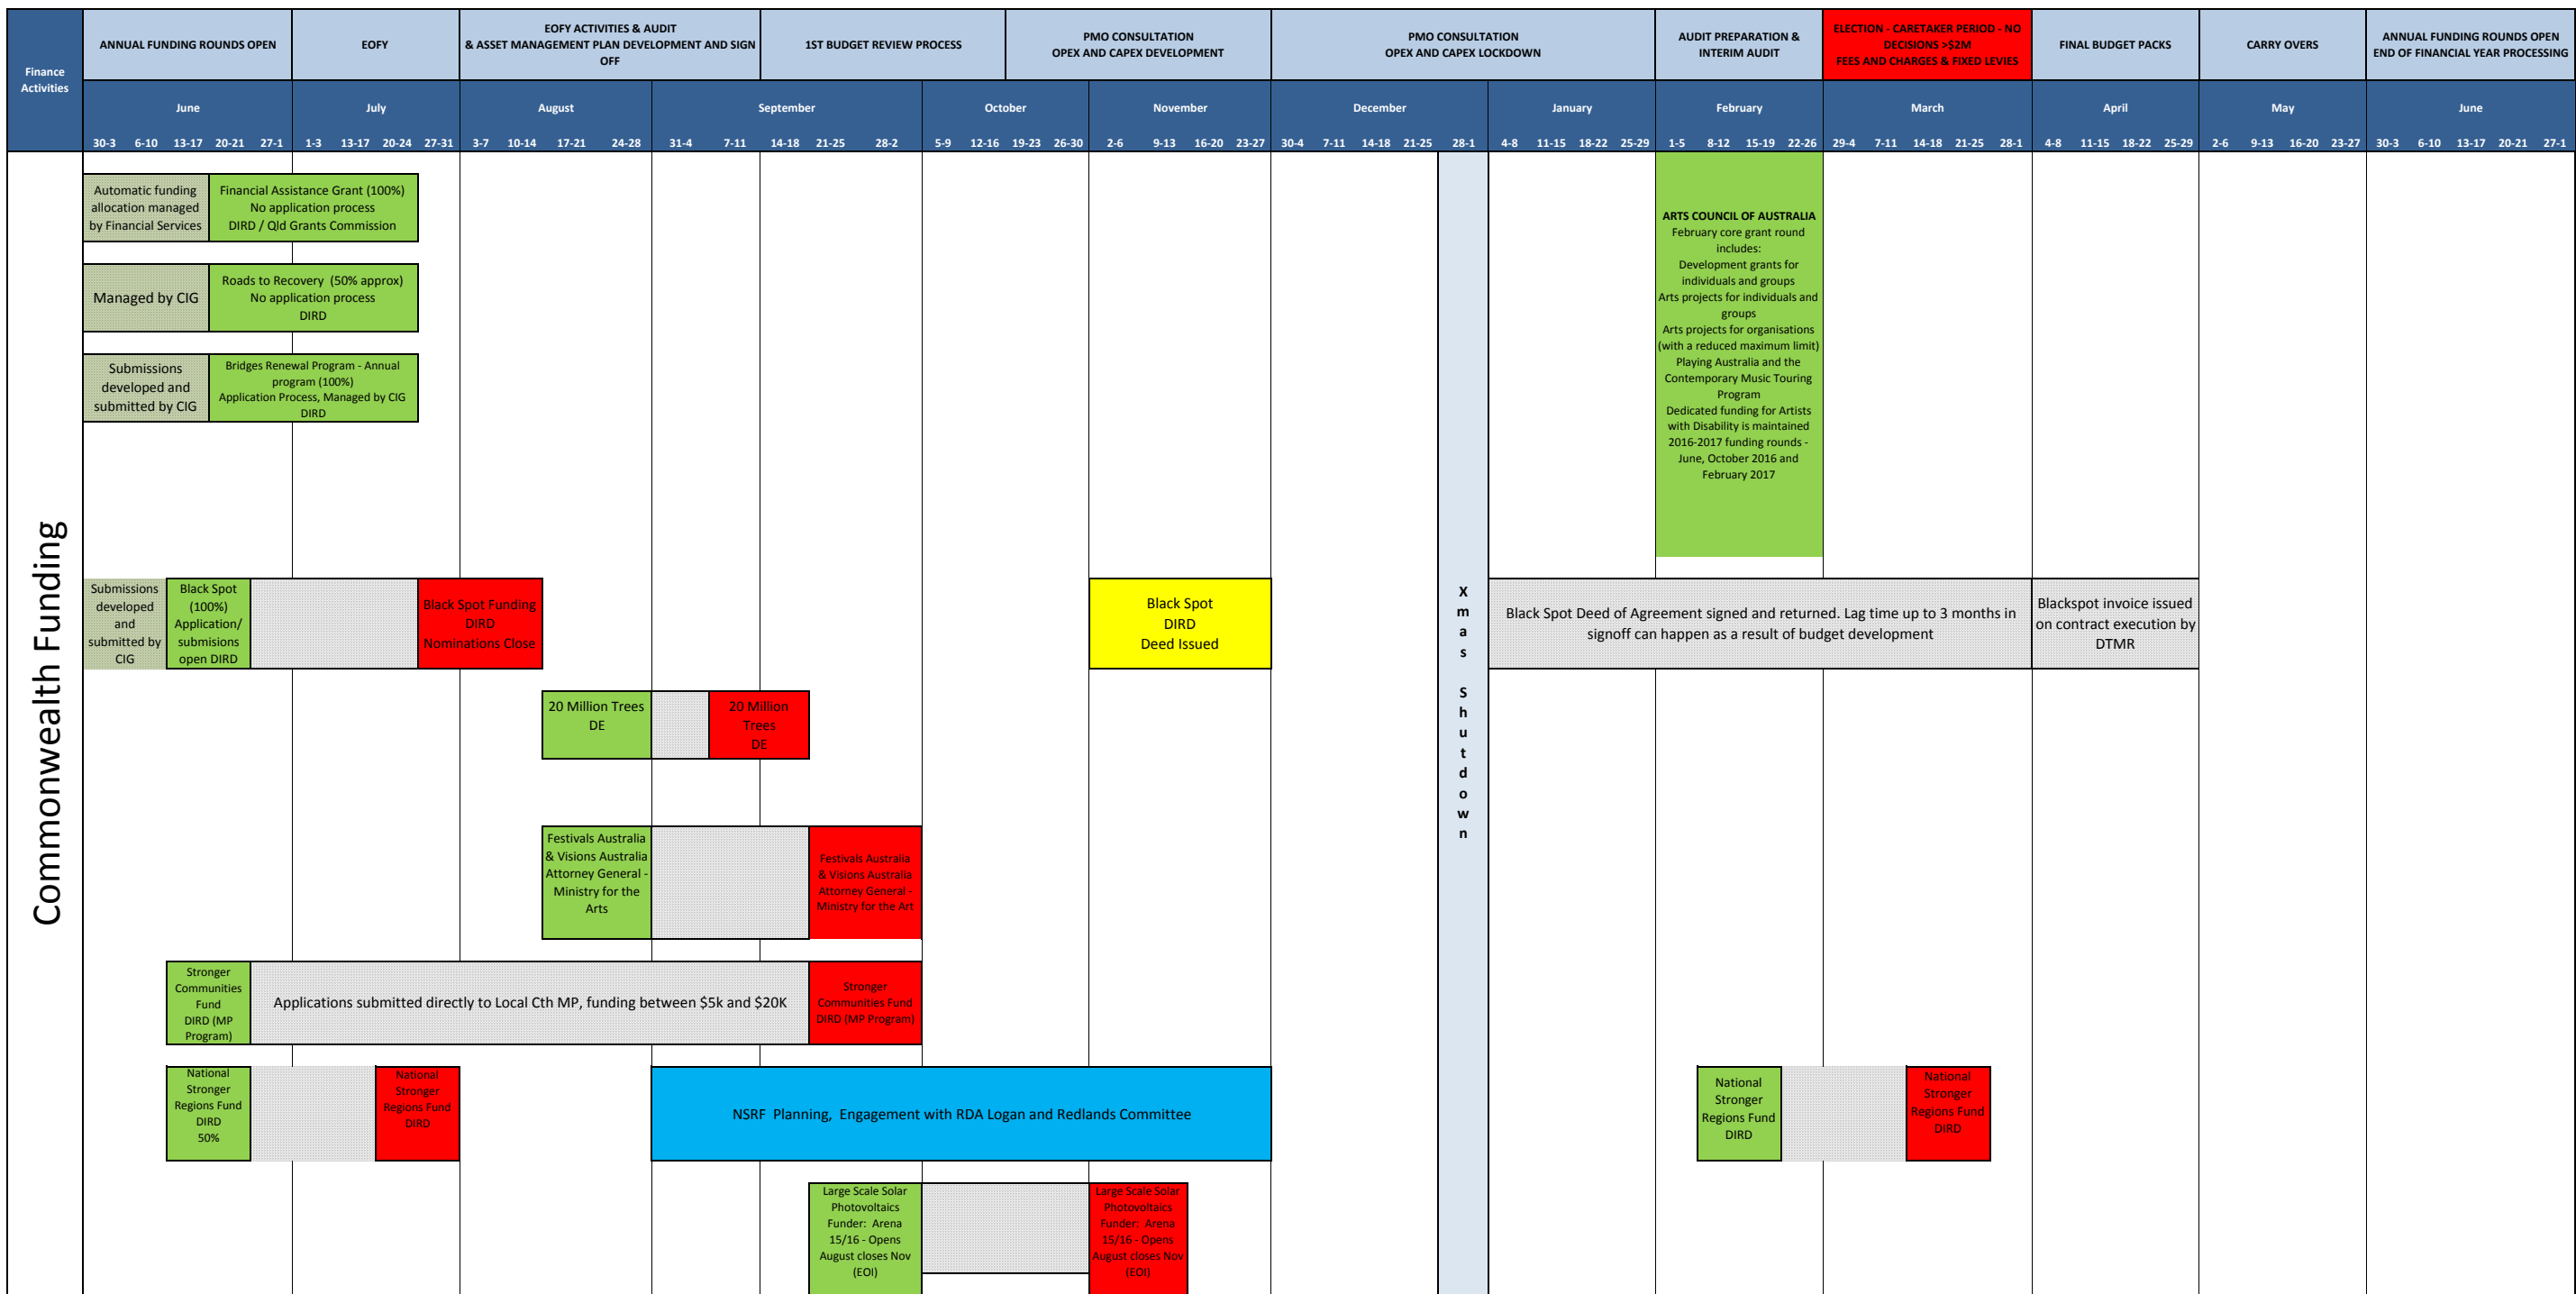 Finance
Activities
ANNUAL FUNDING ROUNDS OPEN
EOFY
EOFY ACTIVITIES & AUDIT
& ASSET MANAGEMENT PLAN DEVELOPMENT AND SIGN
OFF
1ST BUDGET REVIEW PROCESS
PMO CONSULTATION
OPEX AND CAPEX DEVELOPMENT
PMO CONSULTATION
OPEX AND CAPEX LOCKDOWN
AUDIT PREPARATION &
INTERIM AUDIT
ELECTION - CARETAKER PERIOD - NO
DECISIONS >$2M
FEES AND CHARGES & FIXED LEVIES
FINAL BUDGET PACKS
CARRY OVERS
ANNUAL FUNDING ROUNDS OPEN
END OF FINANCIAL YEAR PROCESSING
June July August September October November December January February March April May June
30-3 6-10 13-17 20-21 27-1 1-3 13-17 20-24 27-31 3-7 10-14 17-21 24-28 31-4 7-11 14-18 21-25 28-2 5-9 12-16 19-23 26-30 2-6 9-13 16-20 23-27 30-4 7-11 14-18 21-25 28-1 4-8 11-15 18-22 25-29 1-5 8-12 15-19 22-26 29-4 7-11 14-18 21-25 28-1 4-8 11-15 18-22 25-29 2-6 9-13 16-20 23-27 30-3 6-10 13-17 20-21 27-1
Commonwealth Funding
Automatic funding
allocation managed
by Financial Services
Financial Assistance Grant (100%)
No application process
DIRD / Qld Grants Commission
Managed by CIG
Roads to Recovery (50% approx)
No application process
DIRD
Submissions
developed and
submitted by CIG
Bridges Renewal Program - Annual
program (100%)
Application Process, Managed by CIG
DIRD
ARTS COUNCIL OF AUSTRALIA
February core grant round
includes:
Development grants for
individuals and groups
Arts projects for individuals and
groups
Arts projects for organisations
(with a reduced maximum limit)
Playing Australia and the
Contemporary Music Touring
Program
Dedicated funding for Artists
with Disability is maintained
2016-2017 funding rounds -
June, October 2016 and
February 2017
Submissions
developed
and
submitted by
CIG
Black Spot
(100%)
Application/
submisions
open DIRD
Black Spot Funding
DIRD
Nominations Close
Black Spot
DIRD
Deed Issued
X
m
a
s
S
h
u
t
d
o
w
n
Black Spot Deed of Agreement signed and returned. Lag time up to 3 months in
signoff can happen as a result of budget development
Blackspot invoice issued
on contract execution by
DTMR
20 Million Trees
DE
20 Million
Trees
DE
Festivals Australia
& Visions Australia
Attorney General -
Ministry for the
Arts
Festivals Australia
& Visions Australia
Attorney General -
Ministry for the Art
Stronger
Communities
Fund
DIRD (MP
Program)
Applications submitted directly to Local Cth MP, funding between $5k and $20K
Stronger
Communities Fund
DIRD (MP Program)
National
Stronger
Regions Fund
DIRD
50%
National
Stronger
Regions Fund
DIRD
NSRF Planning, Engagement with RDA Logan and Redlands Committee
National
Stronger
Regions Fund
DIRD
National
Stronger
Regions Fund
DIRD
Large Scale Solar
Photovoltaics
Funder: Arena
15/16 - Opens
August closes Nov
(EOI)
Large Scale Solar
Photovoltaics
Funder: Arena
15/16 - Opens
August closes Nov
(EOI)